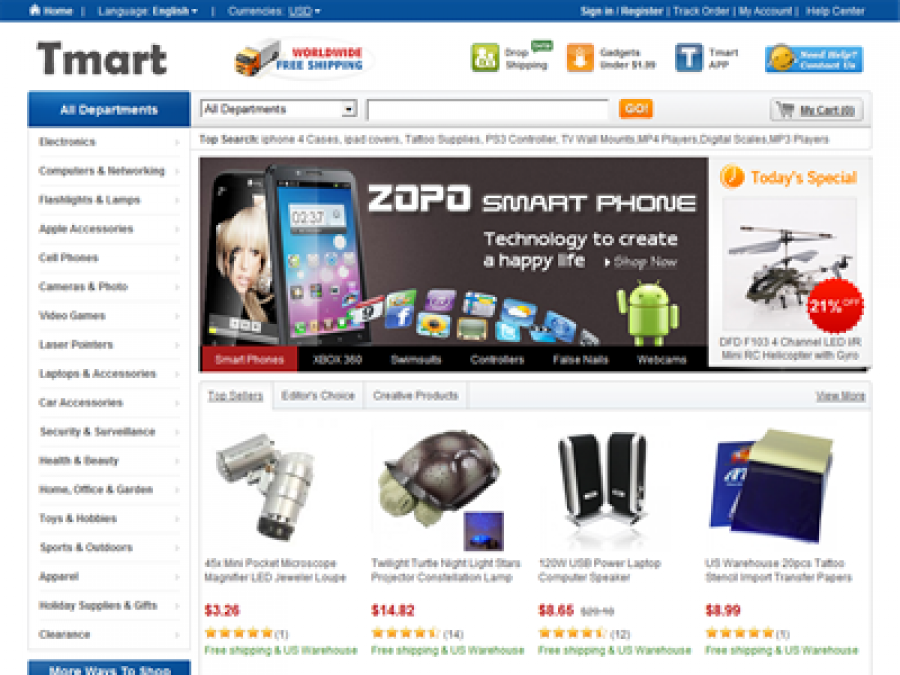 Home | Language: English | Currencies: USD
Sign in / Register | Track Order | My Account | Help Center
Tmart
WORLDWIDE
FREE SHIPPING
Drop
Shipping
Gadgets
Under $1.99
T
Tmart
APP
Need Help?
Contact Us
All Departments
All Departments
GO!
My Cart (0)
Top Search: iphone 4 Cases, ipad covers, Tattoo Supplies, PS3 Controller, TV Wall Mounts,MP4 Players,Digital Scales,MP3 Players
Electronics
Computers & Networking
Flashlights & Lamps
Apple Accessories
Cell Phones
Cameras & Photo
Video Games
Laser Pointers
Laptops & Accessories
Car Accessories
Security & Surveillance
Health & Beauty
Home, Office & Garden
Toys & Hobbies
Sports & Outdoors
Apparel
Holiday Supplies & Gifts
Clearance
More Ways To Shop
02:37
ZOPO SMART PHONE
Technology to create
a happy life Shop Now
9
Smart Phones XBOX 360 Swimsuits Controllers False Nails Webcams
Today's Special
21% OFF
DFD F103 4 Channel LED I/R
Mini RC Helicopter with Gyro
Top Sellers Editor's Choice Creative Products View More
45x Mini Pocket Microscope
Magnifier LED Jeweler Loupe
$3.26
(1)
Free shipping & US Warehouse
Twilight Turtle Night Light Stars
Projector Constellation Lamp
$14.82
(14)
Free shipping & US Warehouse
120W USB Power Laptop
Computer Speaker
$8.65 $20.10
(12)
Free shipping & US Warehouse
US Warehouse 20pcs Tattoo
Stencil Import Transfer Papers
$8.99
(1)
Free shipping & US Warehouse